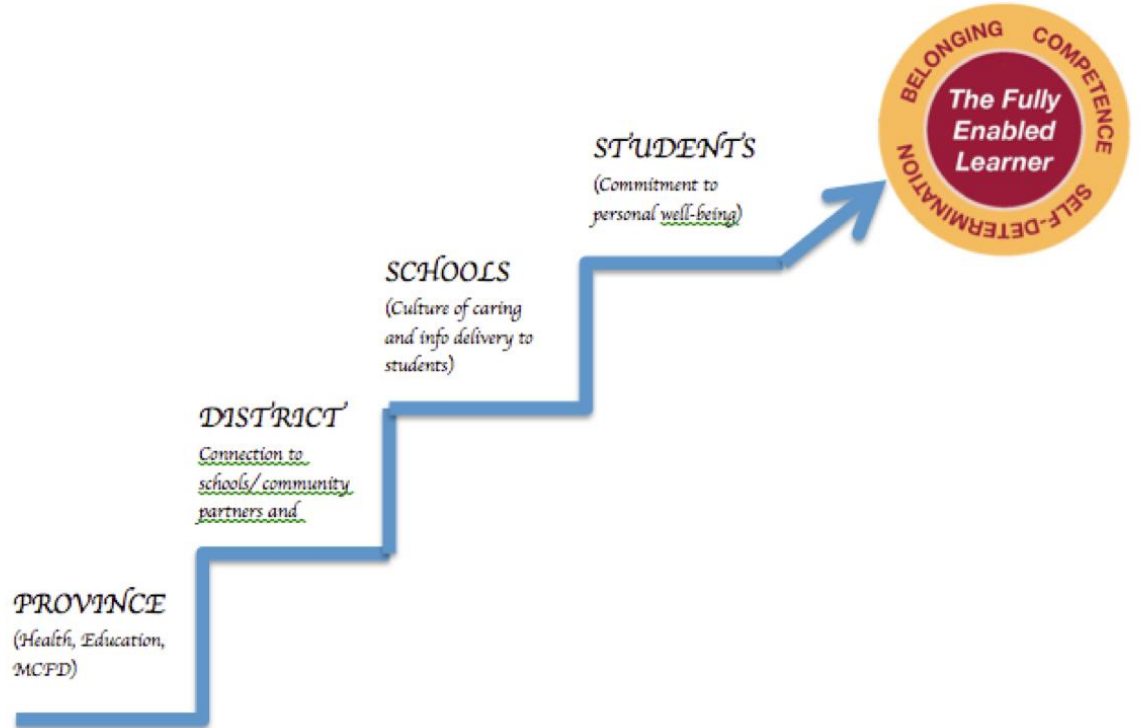 BELONGING COMPETENCE SELF-DETERMINATION
The Fully
Enabled
Learner
STUDENTS
(Commitment to
personal well-being)
SCHOOLS
(Culture of caring
and info delivery to
students)
DISTRICT
Connection to
schools/ community
partners and
PROVINCE
(Health, Education,
MCFD)